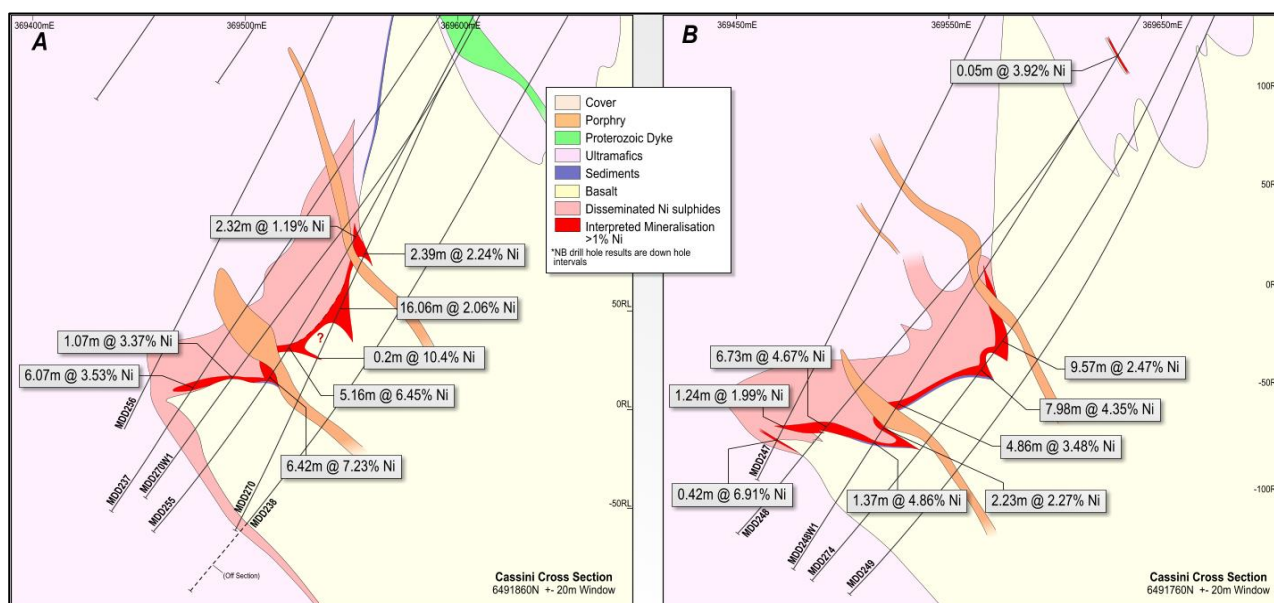 369400mE
369500mE
369600mE
A
2.32m @ 1.19% Ni
2.39m @ 2.24% Ni
16.06m @ 2.06% Ni
?
1.07m @ 3.37% Ni
0.2m @ 10.4% Ni
6.07m @ 3.53% Ni
5.16m @ 6.45% Ni
6.42m @ 7.23% Ni
50RL
0RL
-50RL
MDD256
MDD237
MDD270W1
MDD255
MDD270
MDD238
(Off Section)
Cassini Cross Section
6491860N +- 20m Window
Cover
Porphry
Proterozoic Dyke
Ultramafics
Sediments
Basalt
Disseminated Ni sulphides
Interpreted Mineralisation
>1% Ni
*NB drill hole results are down hole
intervals
369450mE
369550mE
369650mE
B
0.05m @ 3.92% Ni
100R
50R
0R
-50R
-100R
6.73m @ 4.67% Ni
9.57m @ 2.47% Ni
1.24m @ 1.99% Ni
7.98m @ 4.35% Ni
4.86m @ 3.48% Ni
0.42m @ 6.91% Ni
1.37m @ 4.86% Ni
2.23m @ 2.27% Ni
MDD247
MDD248
MDD248W1
MDD274
MDD249
Cassini Cross Section
6491760N +- 20m Window